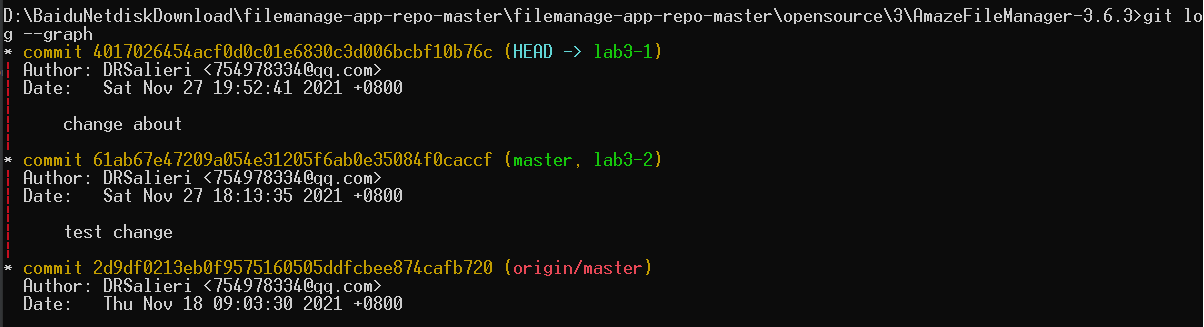 D:\BaiduNetdiskDownload\filemanage-app-repo-master\filemanage-app-repo-master\opensource\3\AmazeFileManager-3.6.3>git lo
g --graph
* commit 4017026454acf0d0c01e6830c3d006bcbf10b76c (HEAD -> lab3-1)
| Author: DRSalieri <754978334@qq.com>
| Date:   Sat Nov 27 19:52:41 2021 +0800
|
|     change about
|
* commit 61ab67e47209a054e31205f6ab0e35084f0caccf (master, lab3-2)
| Author: DRSalieri <754978334@qq.com>
| Date:   Sat Nov 27 18:13:35 2021 +0800
|
|     test change
|
* commit 2d9df0213eb0f9575160505ddfcbee874cafb720 (origin/master)
  Author: DRSalieri <754978334@qq.com>
  Date:   Thu Nov 18 09:03:30 2021 +0800